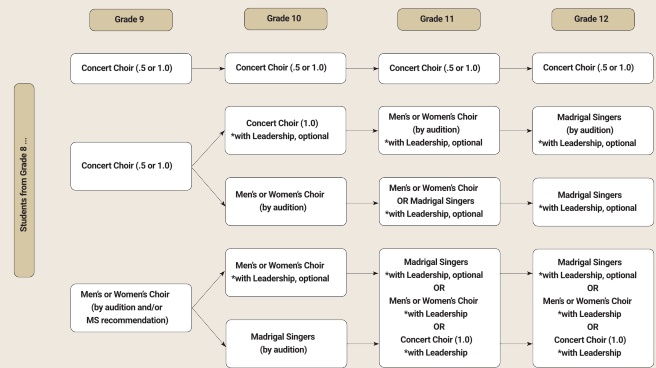 Grade 9
Grade 10
Grade 11
Grade 12
Students from Grade 8 ...
Concert Choir (.5 or 1.0)
Concert Choir (.5 or 1.0)
Concert Choir (.5 or 1.0)
Concert Choir (.5 or 1.0)
Concert Choir (.5 or 1.0)
Concert Choir (1.0)
*with Leadership, optional
Men's or Women's Choir
(by audition)
*with Leadership, optional
Madrigal Singers
(by audition)
*with Leadership, optional
Men's or Women's Choir
(by audition)
Men's or Women's Choir
OR Madrigal Singers
*with Leadership, optional
Madrigal Singers
*with Leadership, optional
Men's or Women's Choir
(by audition and/or
MS recommendation)
Men's or Women's Choir
*with Leadership, optional
Madrigal Singers
(by audition)
Madrigal Singers
*with Leadership, optional
OR
Men's or Women's Choir
*with Leadership
OR
Concert Choir (1.0)
*with Leadership
Madrigal Singers
*with Leadership, optional
OR
Men's or Women's Choir
*with Leadership
OR
Concert Choir (1.0)
*with Leadership